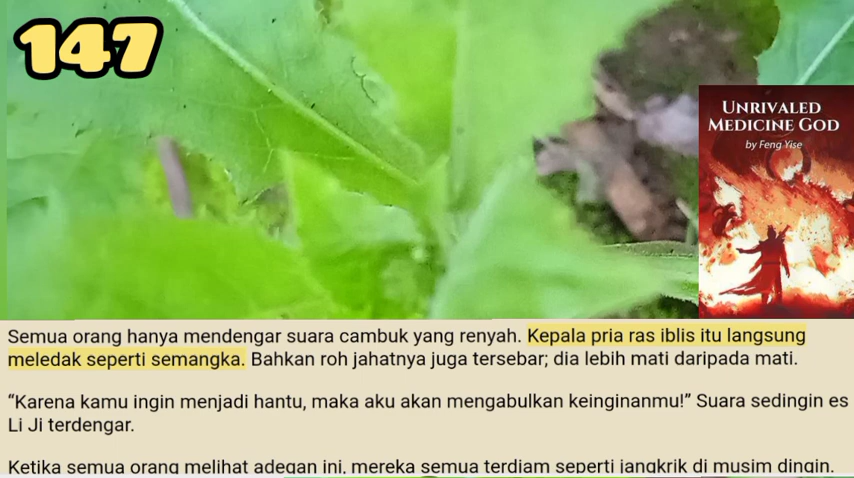 147
UNRIVALED
MEDICINE GOD
by Feng Yise
Semua orang hanya mendengar suara cambuk yang renyah. Kepala pria ras iblis itu langsung
meledak seperti semangka. Bahkan roh jahatnya juga tersebar; dia lebih mati daripada mati.
“Karena kamu ingin menjadi hantu, maka aku akan mengabulkan keinginanmu!” Suara sedingin es
Li Ji terdengar.
Ketika semua orang melihat adegan ini, mereka semua terdiam seperti jangkrik di musim dingin.